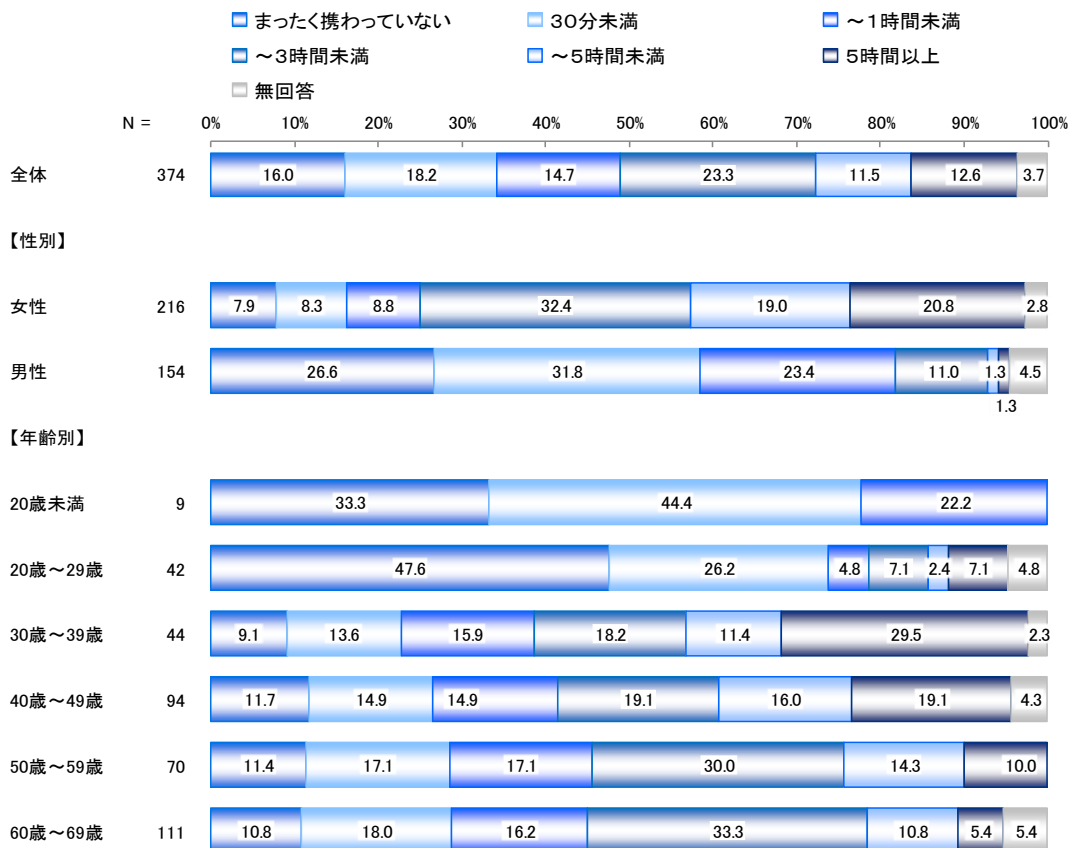 まったく携わっていない 30分未満 ～1時間未満
～3時間未満 ～5時間未満 5時間以上
無回答
N = 0% 10% 20% 30% 40% 50% 60% 70% 80% 90% 100%
全体 374 16.0 18.2 14.7 23.3 11.5 12.6 3.7
【性別】
女性 216 7.9 8.3 8.8 32.4 19.0 20.8 2.8
男性 154 26.6 31.8 23.4 11.0 1.3 4.5
1.3
【年齢別】
20歳未満 9 33.3 44.4 22.2
20歳～29歳 42 47.6 26.2 4.8 7.1 2.4 7.1 4.8
30歳～39歳 44 9.1 13.6 15.9 18.2 11.4 29.5 2.3
40歳～49歳 94 11.7 14.9 14.9 19.1 16.0 19.1 4.3
50歳～59歳 70 11.4 17.1 17.1 30.0 14.3 10.0
60歳～69歳 111 10.8 18.0 16.2 33.3 10.8 5.4 5.4